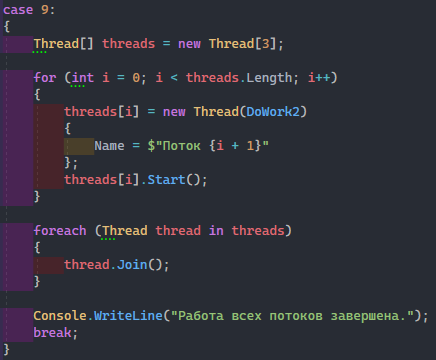 case 9:
{
    Thread[] threads = new Thread[3];

    for (int i = 0; i < threads.Length; i++)
    {
        threads[i] = new Thread(DoWork2)
        {
            Name = $"Поток {i + 1}"
        };
        threads[i].Start();
    }

    foreach (Thread thread in threads)
    {
        thread.Join();
    }

    Console.WriteLine("Работа всех потоков завершена.");
    break;
}